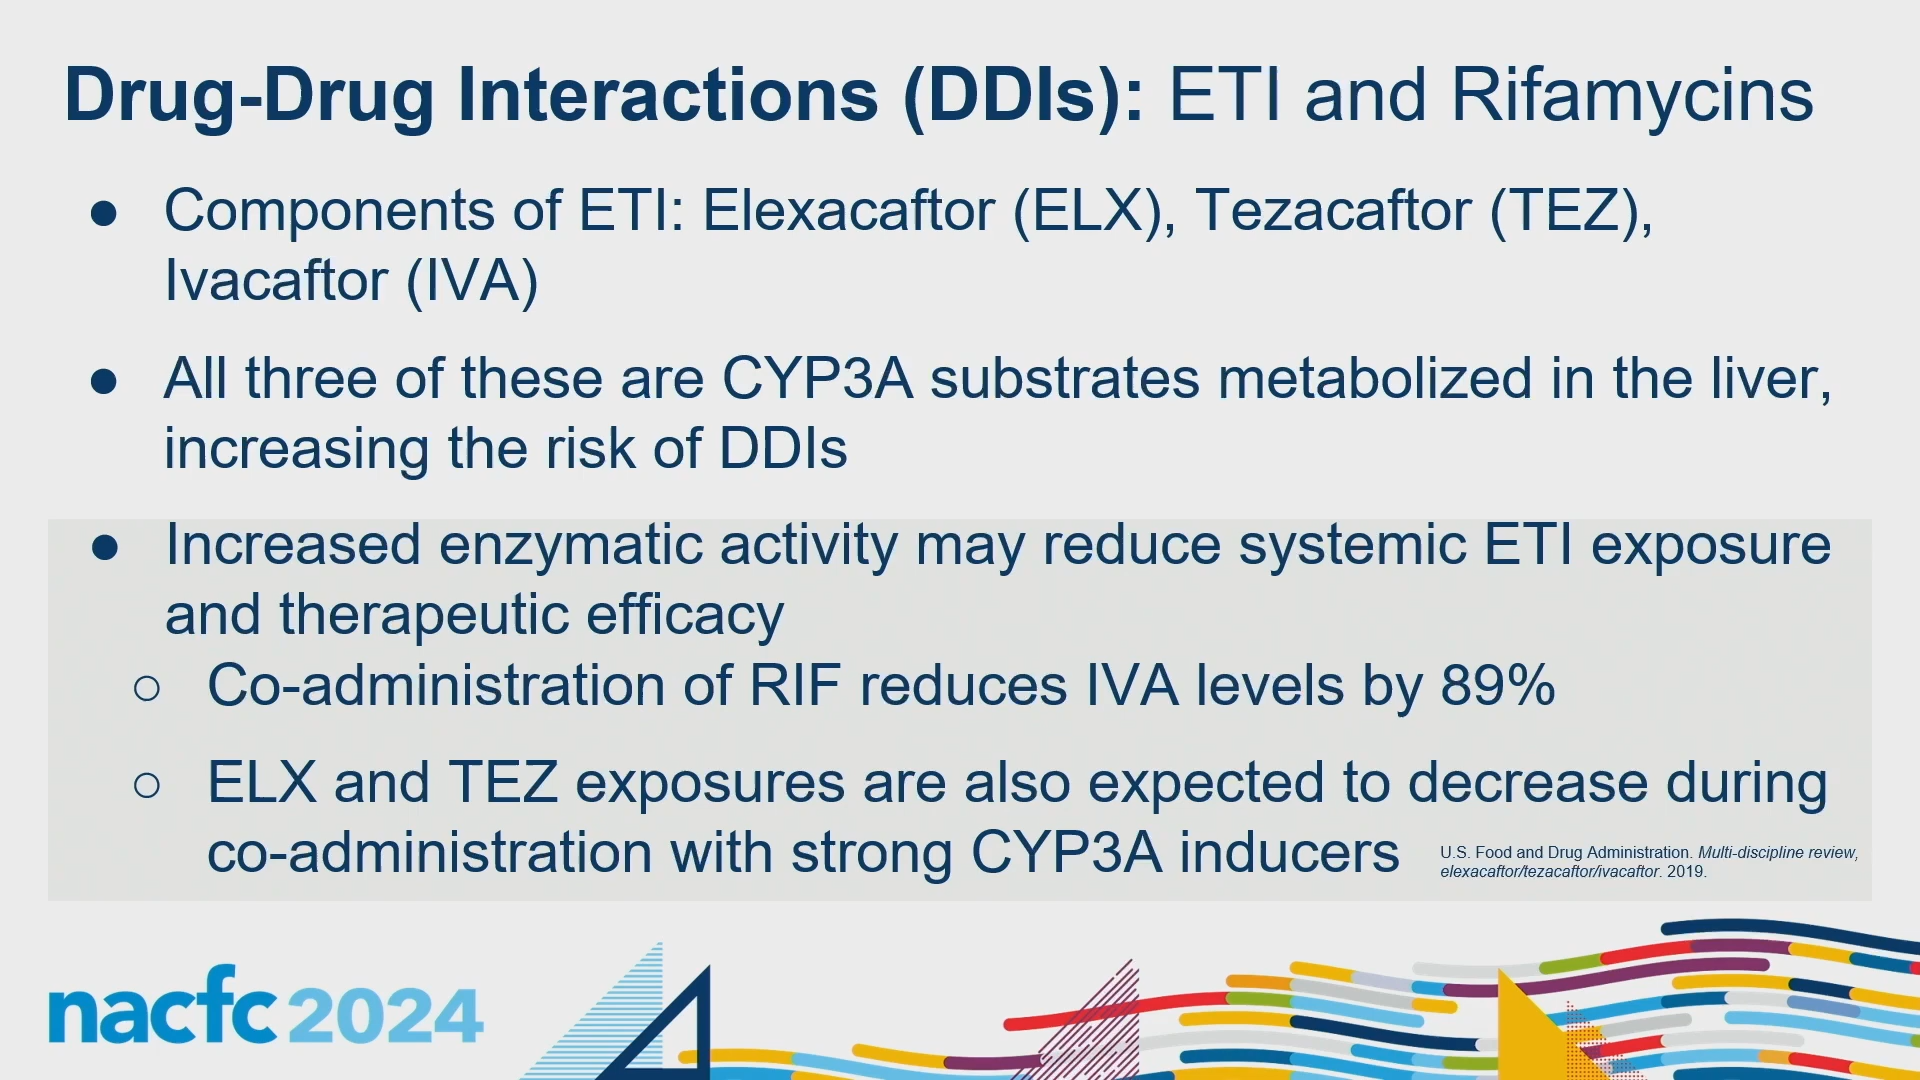 Drug-Drug Interactions (DDIs): ETI and Rifamycins
● Components of ETI: Elexacaftor (ELX), Tezacaftor (TEZ),
Ivacaftor (IVA)
● All three of these are CYP3A substrates metabolized in the liver,
increasing the risk of DDIs
● Increased enzymatic activity may reduce systemic ETI exposure
and therapeutic efficacy
○ Co-administration of RIF reduces IVA levels by 89%
○ ELX and TEZ exposures are also expected to decrease during
co-administration with strong CYP3A inducers
U.S. Food and Drug Administration. Multi-discipline review,
elexacaftor/tezacaftor/ivacaftor. 2019.
nacfc 2024